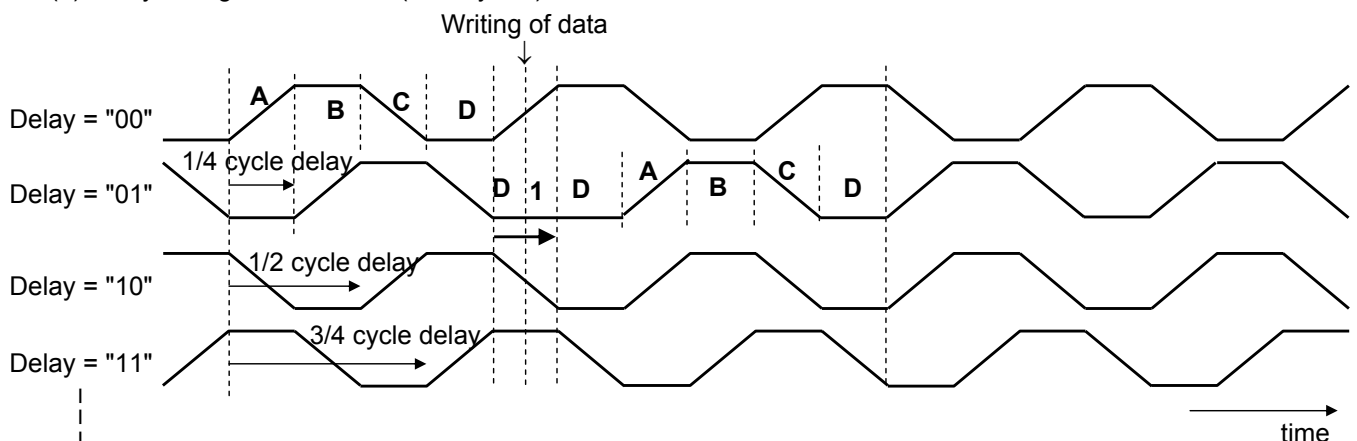 Writing of data
↓
A B C D
Delay = "00"
1/4 cycle delay
Delay = "01"
D 1 D A B C D
1/2 cycle delay
Delay = "10"
3/4 cycle delay
Delay = "11"
time